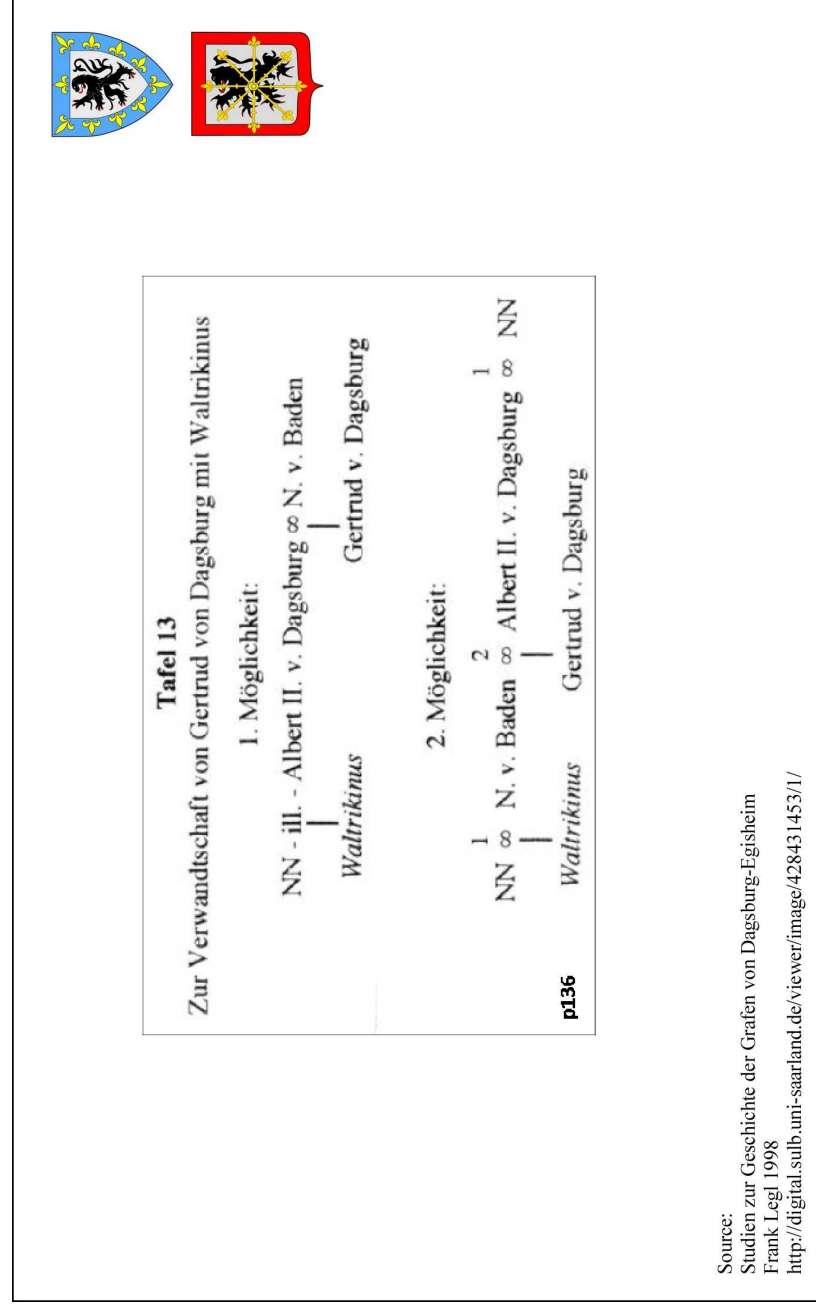 Tafel 13
Zur Verwandtschaft von Gertrud von Dagsburg mit Waltrikinus
1. Möglichkeit:
NN - ill. - Albert II. v. Dagsburg ∞ N. v. Baden
Waltrikinus Gertrud v. Dagsburg
2. Möglichkeit:
1 2 1
NN ∞ N. v. Baden ∞ Albert II. v. Dagsburg ∞ NN
Waltrikinus Gertrud v. Dagsburg
p136
Source:
Studien zur Geschichte der Grafen von Dagsburg-Egisheim
Frank Legl 1998
http://digital.sulb.uni-saarland.de/viewer/image/428431453/1/